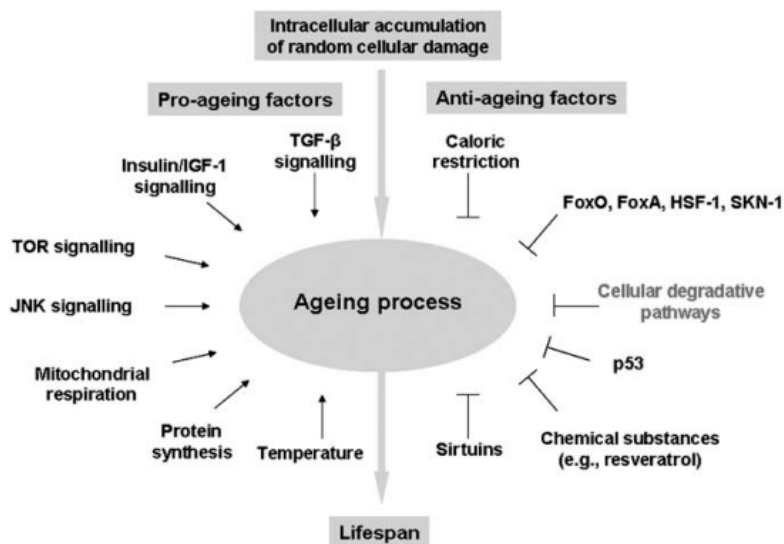 Intracellular accumulation
of random cellular damage
Pro-ageing factors
Anti-ageing factors
TGF-β
signalling
Caloric
restriction
Insulin/IGF-1
signalling
FoxO, FoxA, HSF-1, SKN-1
TOR signalling
Ageing process
JNK signalling
Cellular degradative
pathways
p53
Mitochondrial
respiration
Protein
synthesis
Temperature
Sirtuins
Chemical substances
(e.g., resveratrol)
Lifespan